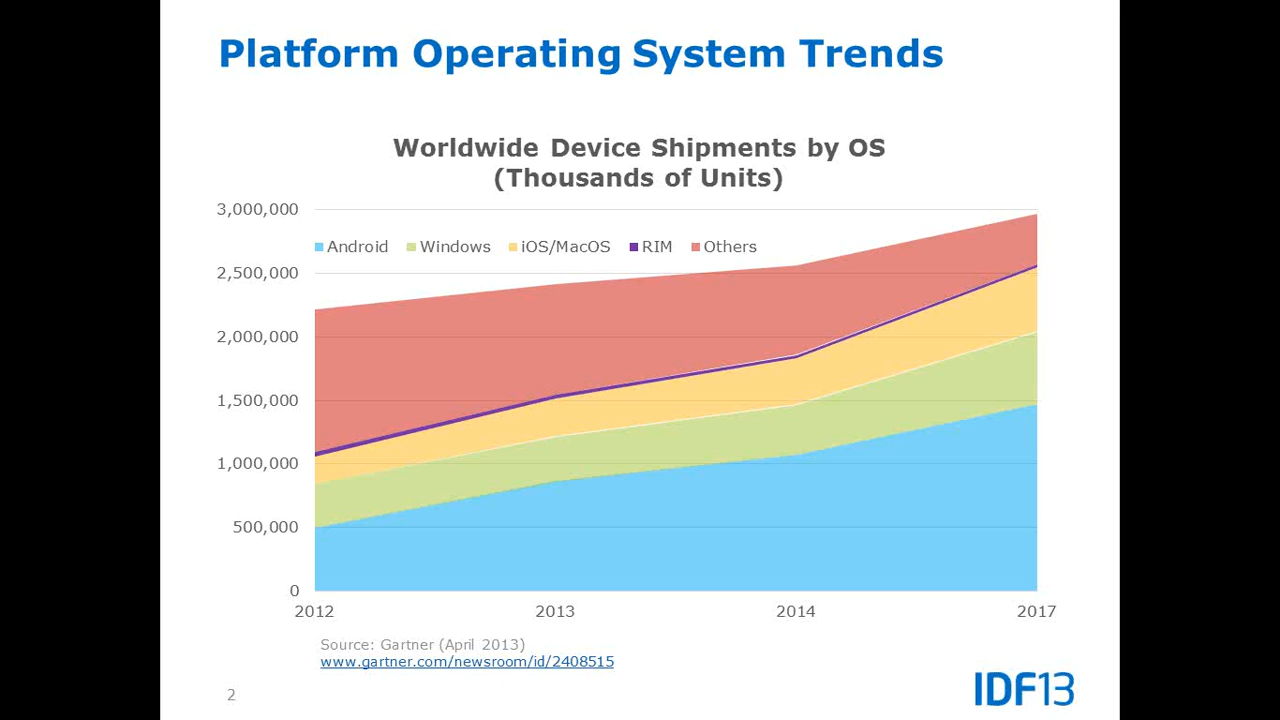 Platform Operating System Trends
Worldwide Device Shipments by OS
(Thousands of Units)
3,000,000
Android Windows iOS/MacOS RIM Others
2,500,000
2,000,000
1,500,000
1,000,000
500,000
0
2012 2013 2014 2017
Source: Gartner (April 2013)
www.gartner.com/newsroom/id/2408515
2
IDF13